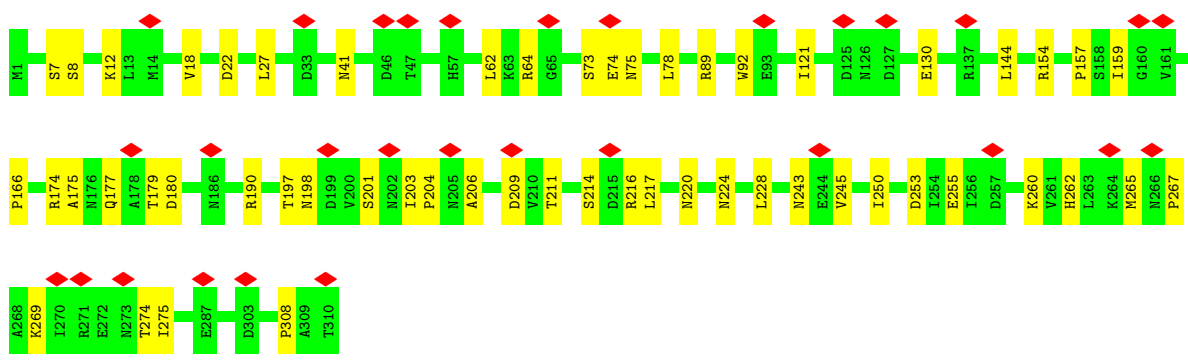 M1 S7 S8 K12 L13 M14 V18 D22 L27 D33 N41 D46 T47 H57 L62 K63 R64 G65 S73 E74 N75 L78 R89 W92 E93 I121 D125 N126 D127 E130 R137 L144 R154 P157 S158 I159 G160 V161
P166 R174 A175 N176 Q177 A178 T179 D180 N186 R190 T197 N198 D199 V200 S201 N202 I203 P204 N205 A206 D209 V210 T211 S214 D215 R216 L217 N220 N224 L228 N243 E244 V245 I250 D253 I254 E255 I256 D257 K260 V261 H262 L263 K264 M265 N266 P267
A268 K269 I270 R271 E272 N273 T274 I275 E287 D303 P308 A309 T310